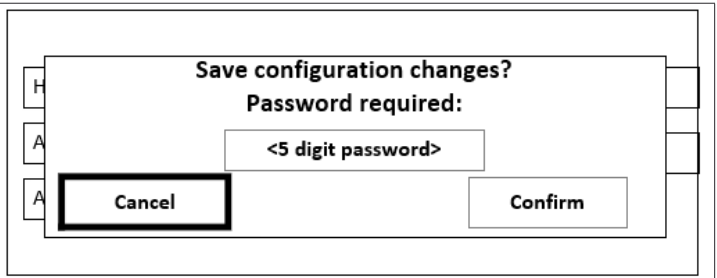 Save configuration changes?
Password required:
H
<5 digit password>
A
Cancel
Confirm
A